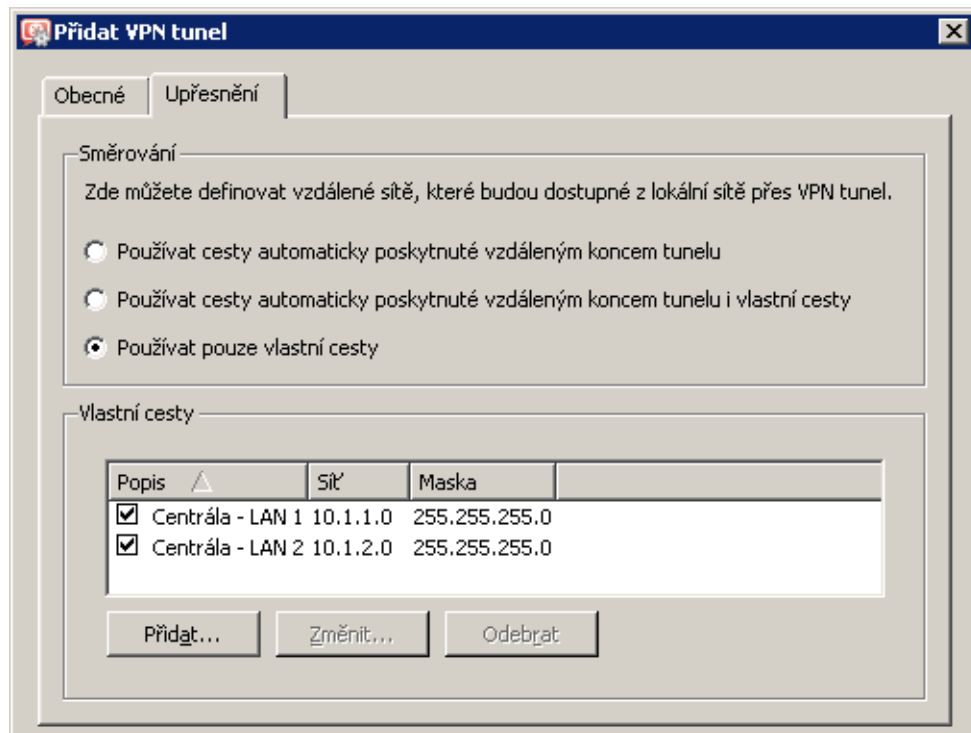 Přidat VPN tunel
Obecné Upřesnění
Směrování
Zde můžete definovat vzdálené sítě, které budou dostupné z lokální sítě přes VPN tunel.
Používat cesty automaticky poskytnuté vzdáleným koncem tunelu
Používat cesty automaticky poskytnuté vzdáleným koncem tunelu i vlastní cesty
Používat pouze vlastní cesty
Vlastní cesty
Popis Síť Maska
Centrála - LAN 1 10.1.1.0 255.255.255.0
Centrála - LAN 2 10.1.2.0 255.255.255.0
Přidat... Změnit... Odebrat